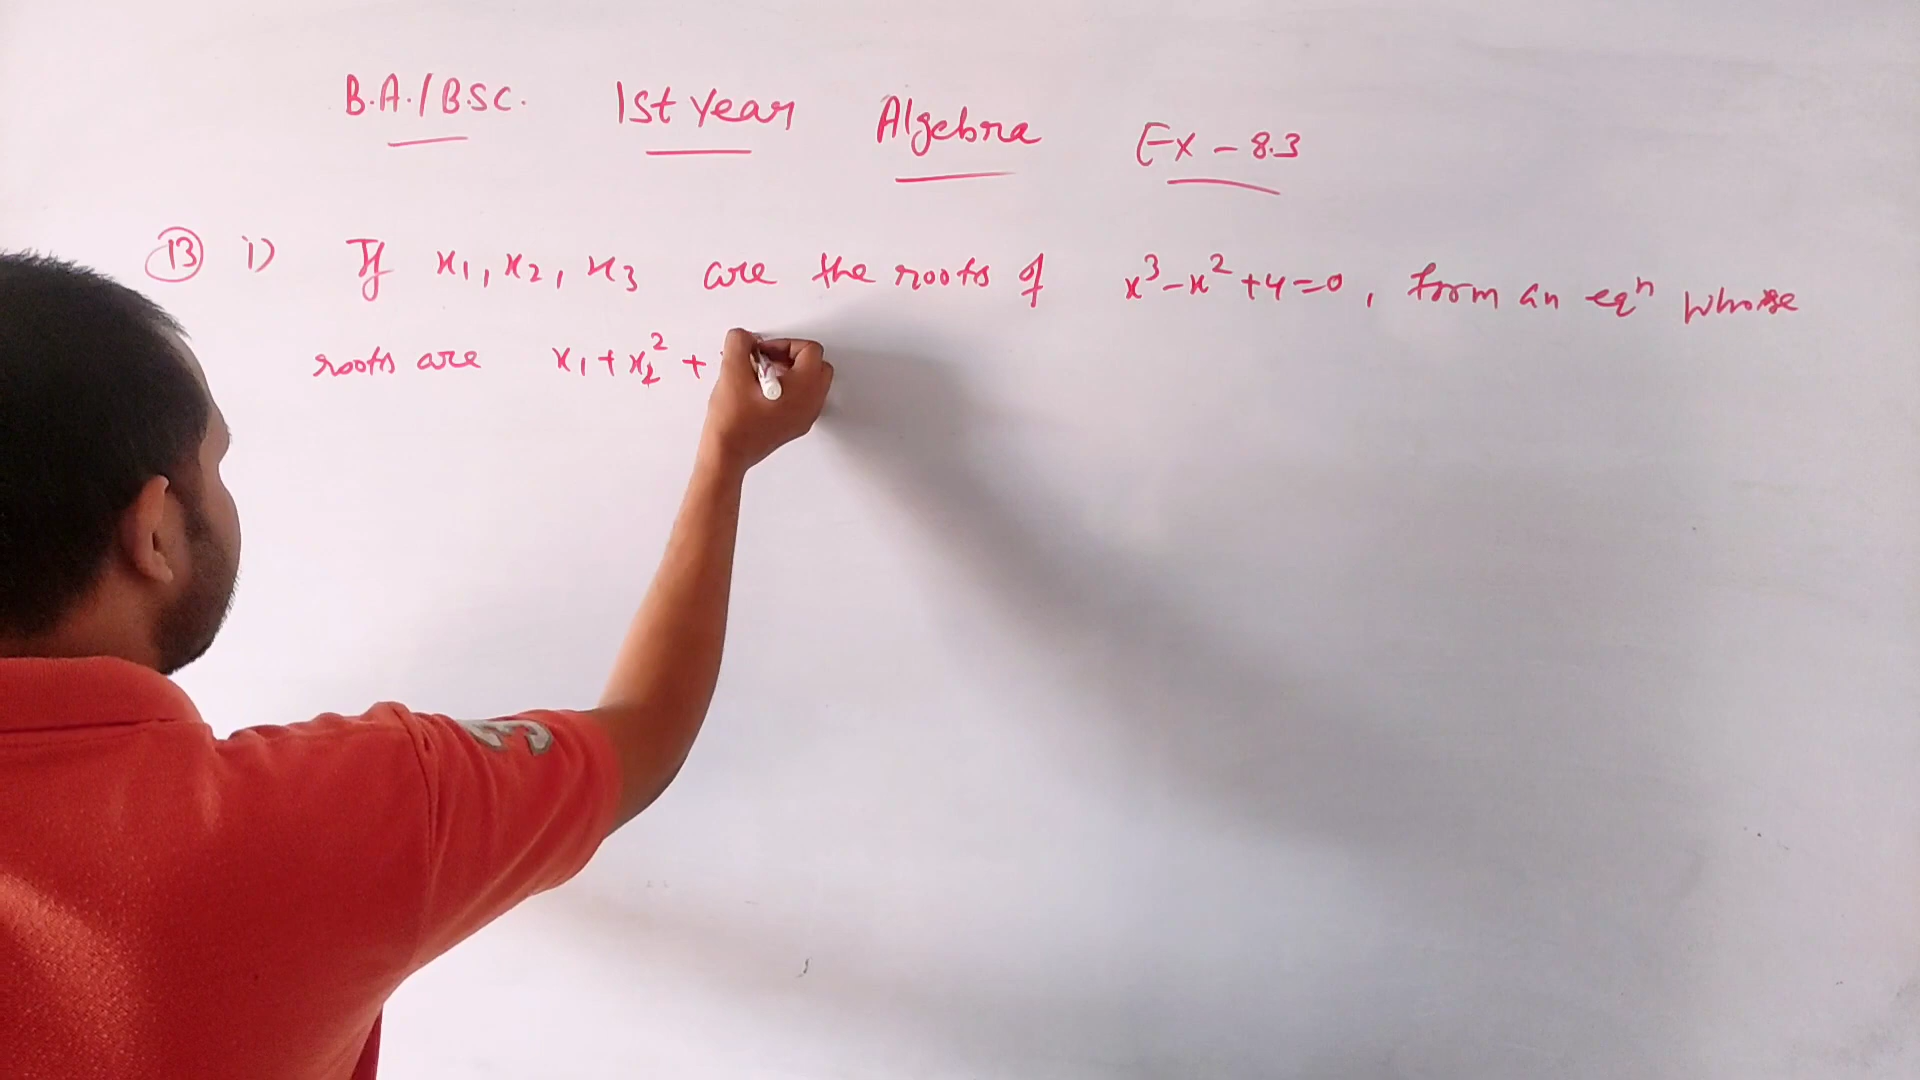 B.A./B.SC. 1st Year Algebra Ex - 8.3
13 i) If x₁, x₂, x₃ are the roots of x³-x²+4=0, form an eqⁿ whose
roots are x₁ + x₂² +